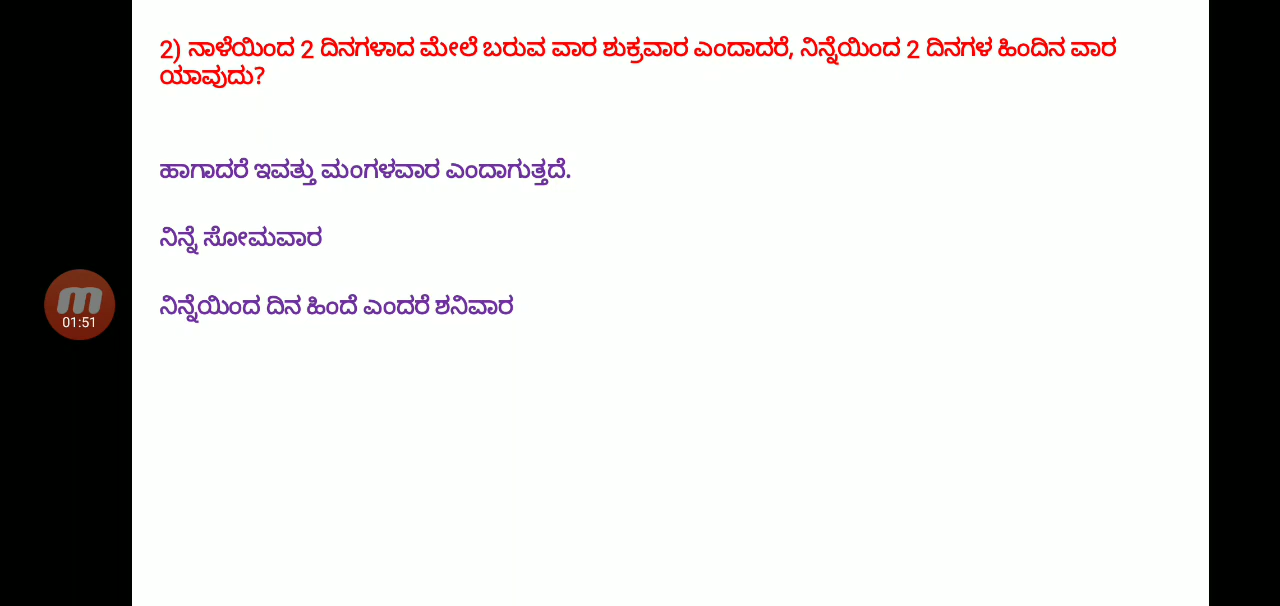 2) ನಾಳೆಯಿಂದ 2 ದಿನಗಳಾದ ಮೇಲೆ ಬರುವ ವಾರ ಶುಕ್ರವಾರ ಎಂದಾದರೆ, ನಿನ್ನೆಯಿಂದ 2 ದಿನಗಳ ಹಿಂದಿನ ವಾರ
ಯಾವುದು?
ಹಾಗಾದರೆ ಇವತ್ತು ಮಂಗಳವಾರ ಎಂದಾಗುತ್ತದೆ.
ನಿನ್ನೆ ಸೋಮವಾರ
ನಿನ್ನೆಯಿಂದ ದಿನ ಹಿಂದೆ ಎಂದರೆ ಶನಿವಾರ
m
01:51